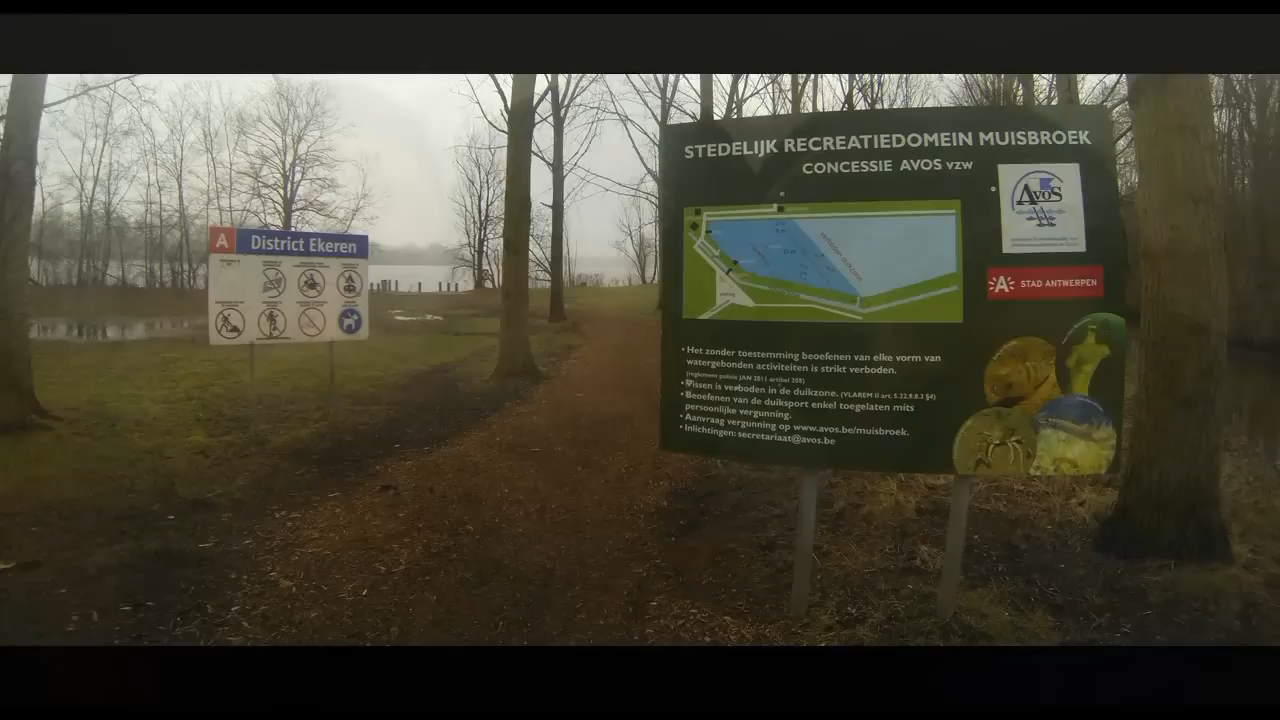 A District Ekeren
STEDELIJK RECREATIEDOMEIN MUISBROEK
CONCESSIE AVOS VZW
AVOS
STAD ANTWERPEN
• Het zonder toestemming beoefenen van elke vorm van
watergebonden activiteiten is strikt verboden.
(reglement politie JAN 2011 artikel 205)
• Vissen is verboden in de duikzone. (VLAREM II art. 5.32.9.8.3 §4)
• Beoefenen van de duiksport enkel toegelaten mits
persoonlijke vergunning.
• Aanvraag vergunning op www.avos.be/muisbroek.
• Inlichtingen: secretariaat@avos.be